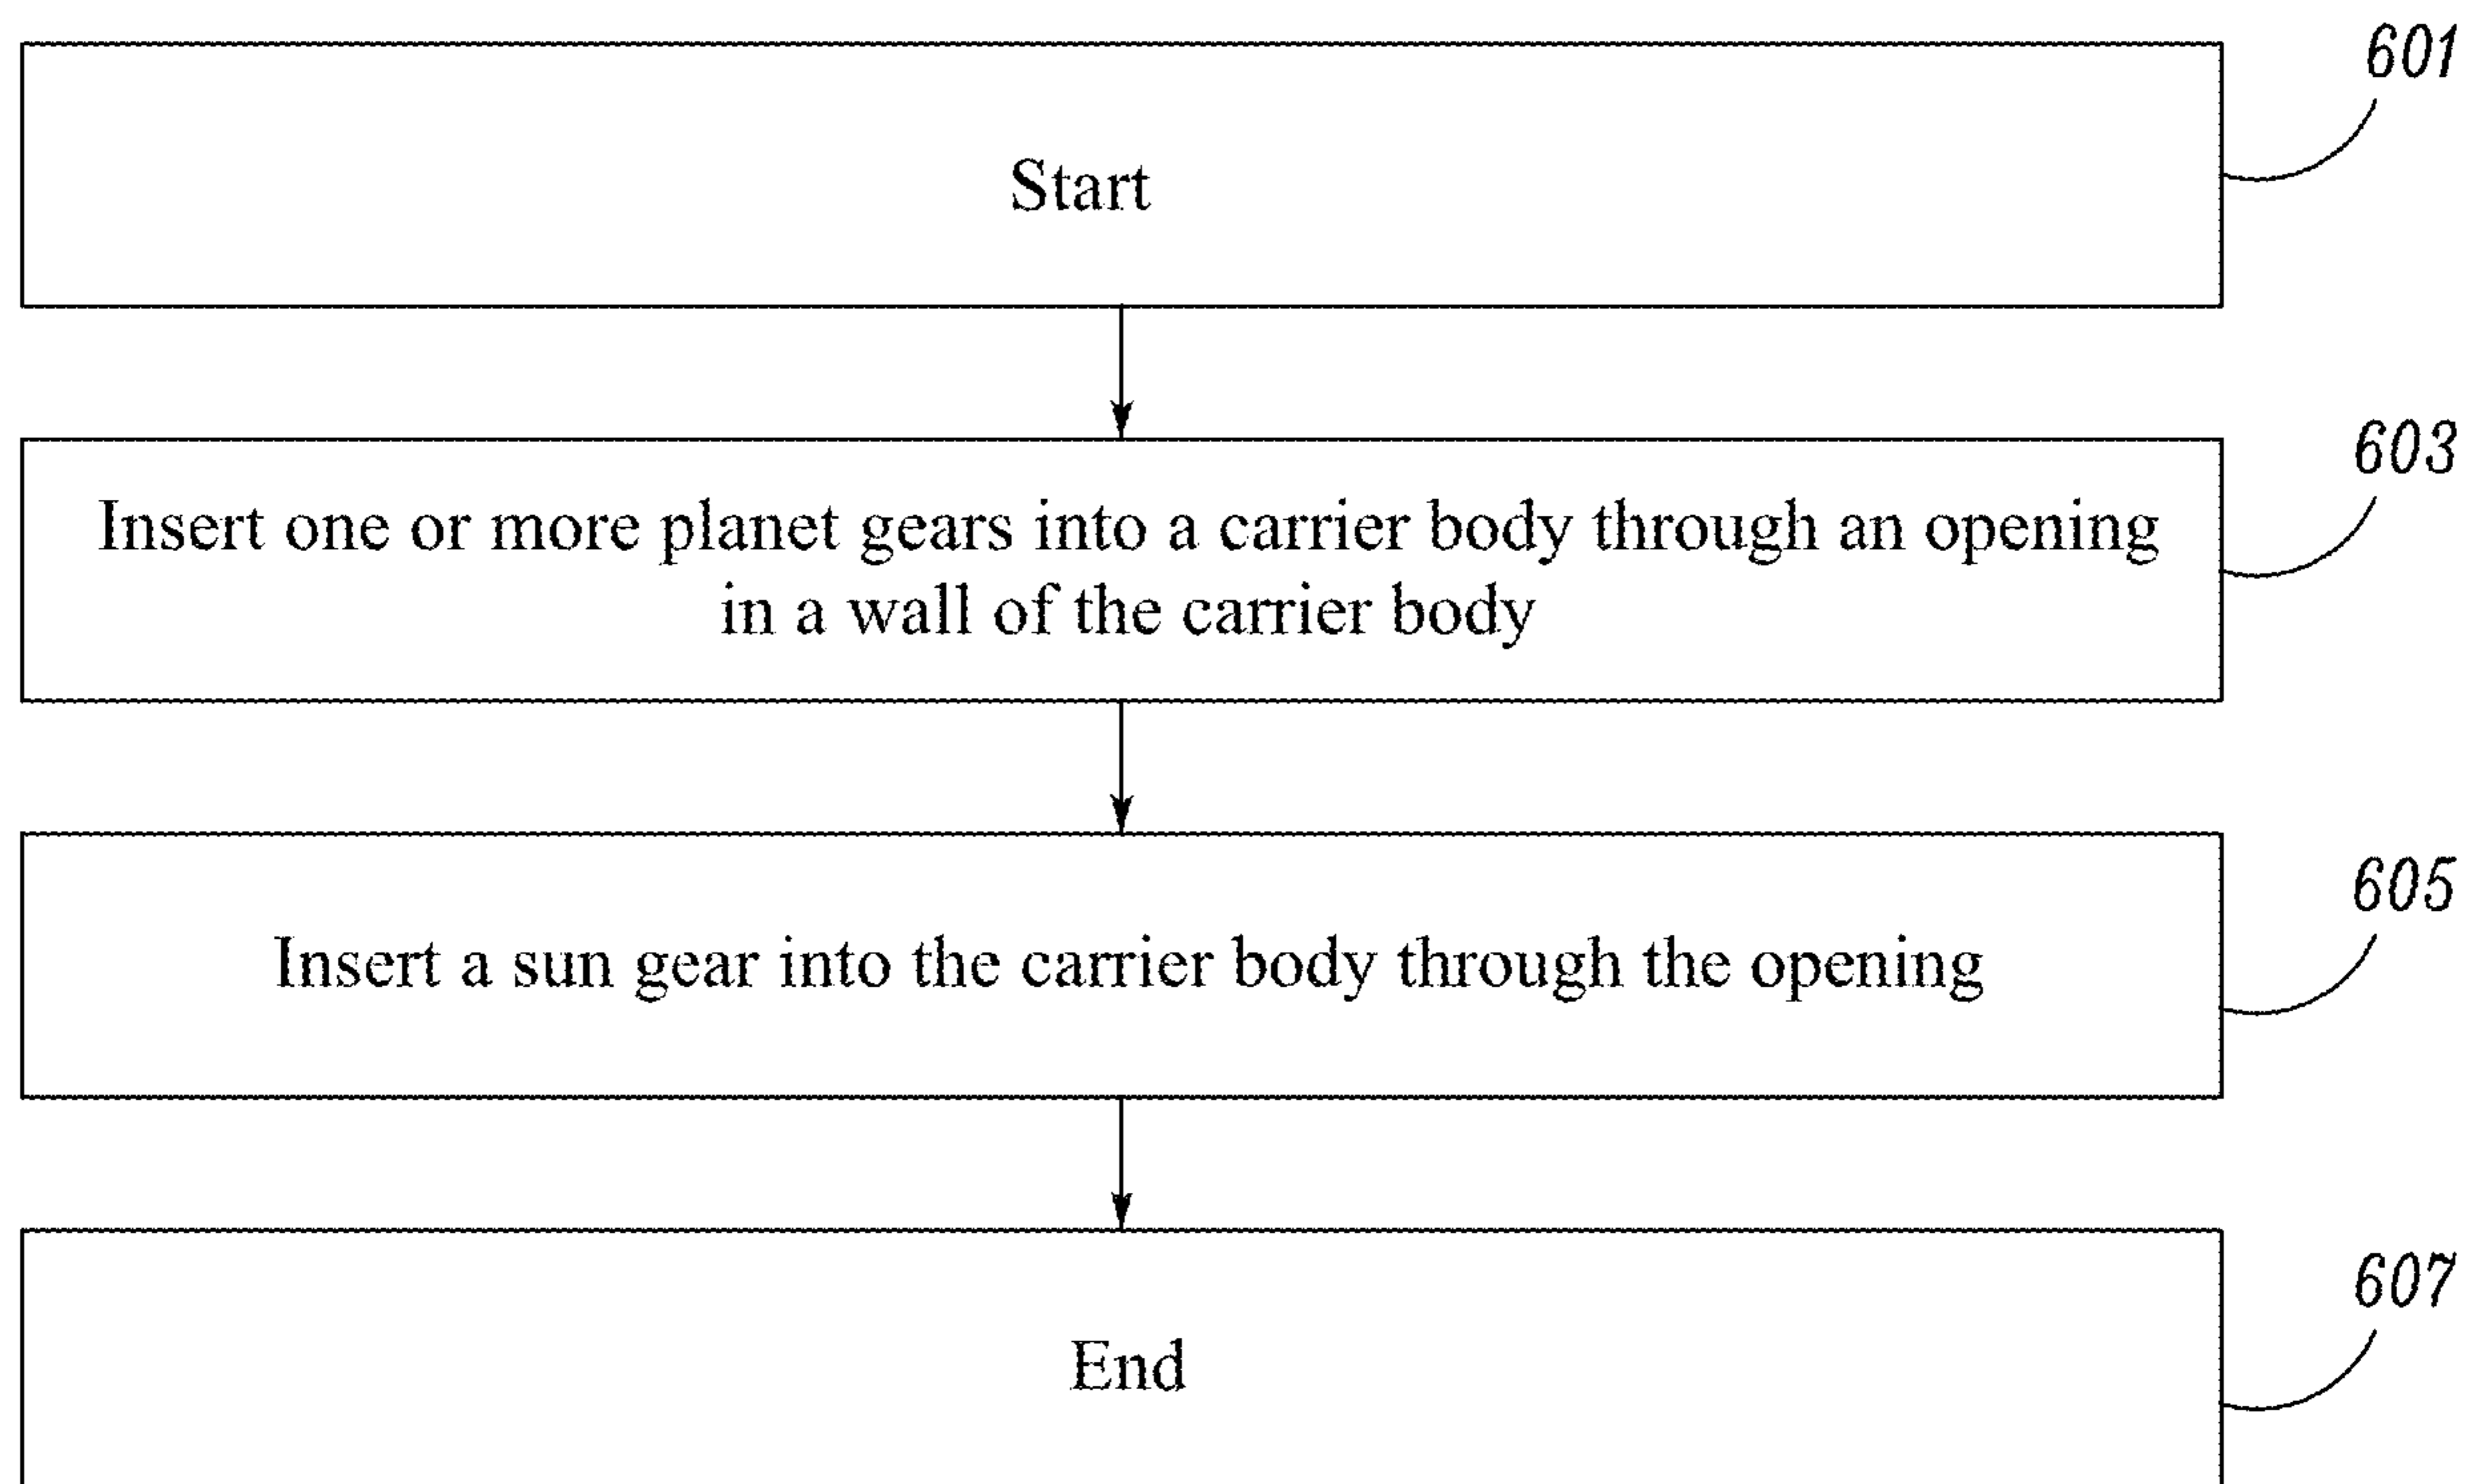 601
Start
603
Insert one or more planet gears into a carrier body through an opening
in a wall of the carrier body
605
Insert a sun gear into the carrier body through the opening
607
End